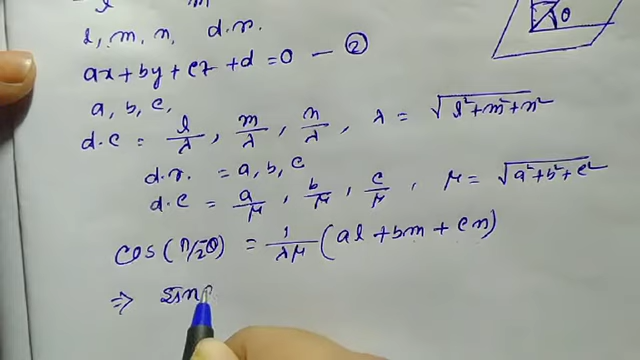 l m
l, m, n, d.r.
ax + by + cz + d = 0 — ②
a, b, c,
d.c = l/λ, m/λ, n/λ, λ = √(l²+m²+n²)
d.r. = a, b, c
d.c = a/μ, b/μ, c/μ, μ = √(a²+b²+c²)
cos(π/2-θ) = 1/λμ (al + bm + cn)
⇒ sin
θ